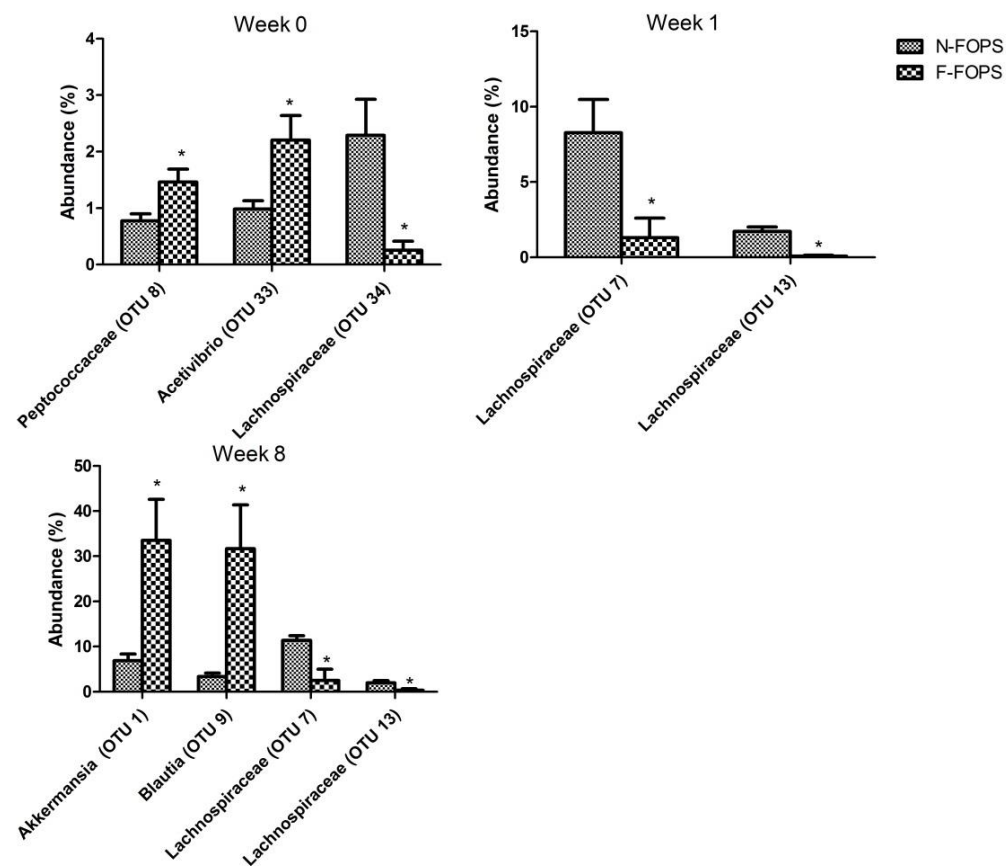 Week 0
Abundance (%)
4
3
2
1
0
Peptococcaceae (OTU 8)
Acetivibrio (OTU 33)
Lachnospiraceae (OTU 34)
*
*
*
Week 1
Abundance (%)
15
10
5
0
Lachnospiraceae (OTU 7)
Lachnospiraceae (OTU 13)
*
*
N-FOPS
F-FOPS
Week 8
Abundance (%)
50
40
30
20
10
0
Akkermansia (OTU 1)
Blautia (OTU 9)
Lachnospiraceae (OTU 7)
Lachnospiraceae (OTU 13)
*
*
*
*